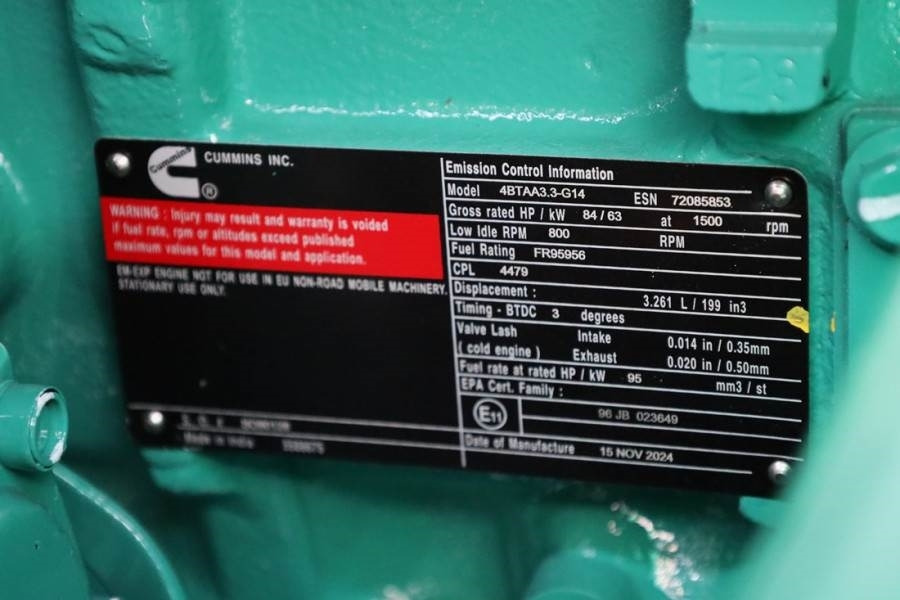 123
Cummins
®
CUMMINS INC.
WARNING : Injury may result and warranty is voided
if fuel rate, rpm or altitudes exceed published
maximum values for this model and application.
EM-EXP ENGINE NOT FOR USE IN EU NON-ROAD MOBILE MACHINERY.
STATIONARY USE ONLY.
Made in India
Emission Control Information
Model 4BTAA3.3-G14 ESN 72085853
Gross rated HP / kW 84 / 63 at 1500 rpm
Low Idle RPM 800 RPM
Fuel Rating FR95956
CPL 4479
Displacement : 3.261 L / 199 in3
Timing - BTDC 3 degrees
Valve Lash Intake 0.014 in / 0.35mm
( cold engine ) Exhaust 0.020 in / 0.50mm
Fuel rate at rated HP / kW 95 mm3 / st
EPA Cert. Family :
E11 96 JB 023649
Date of Manufacture 15 NOV 2024